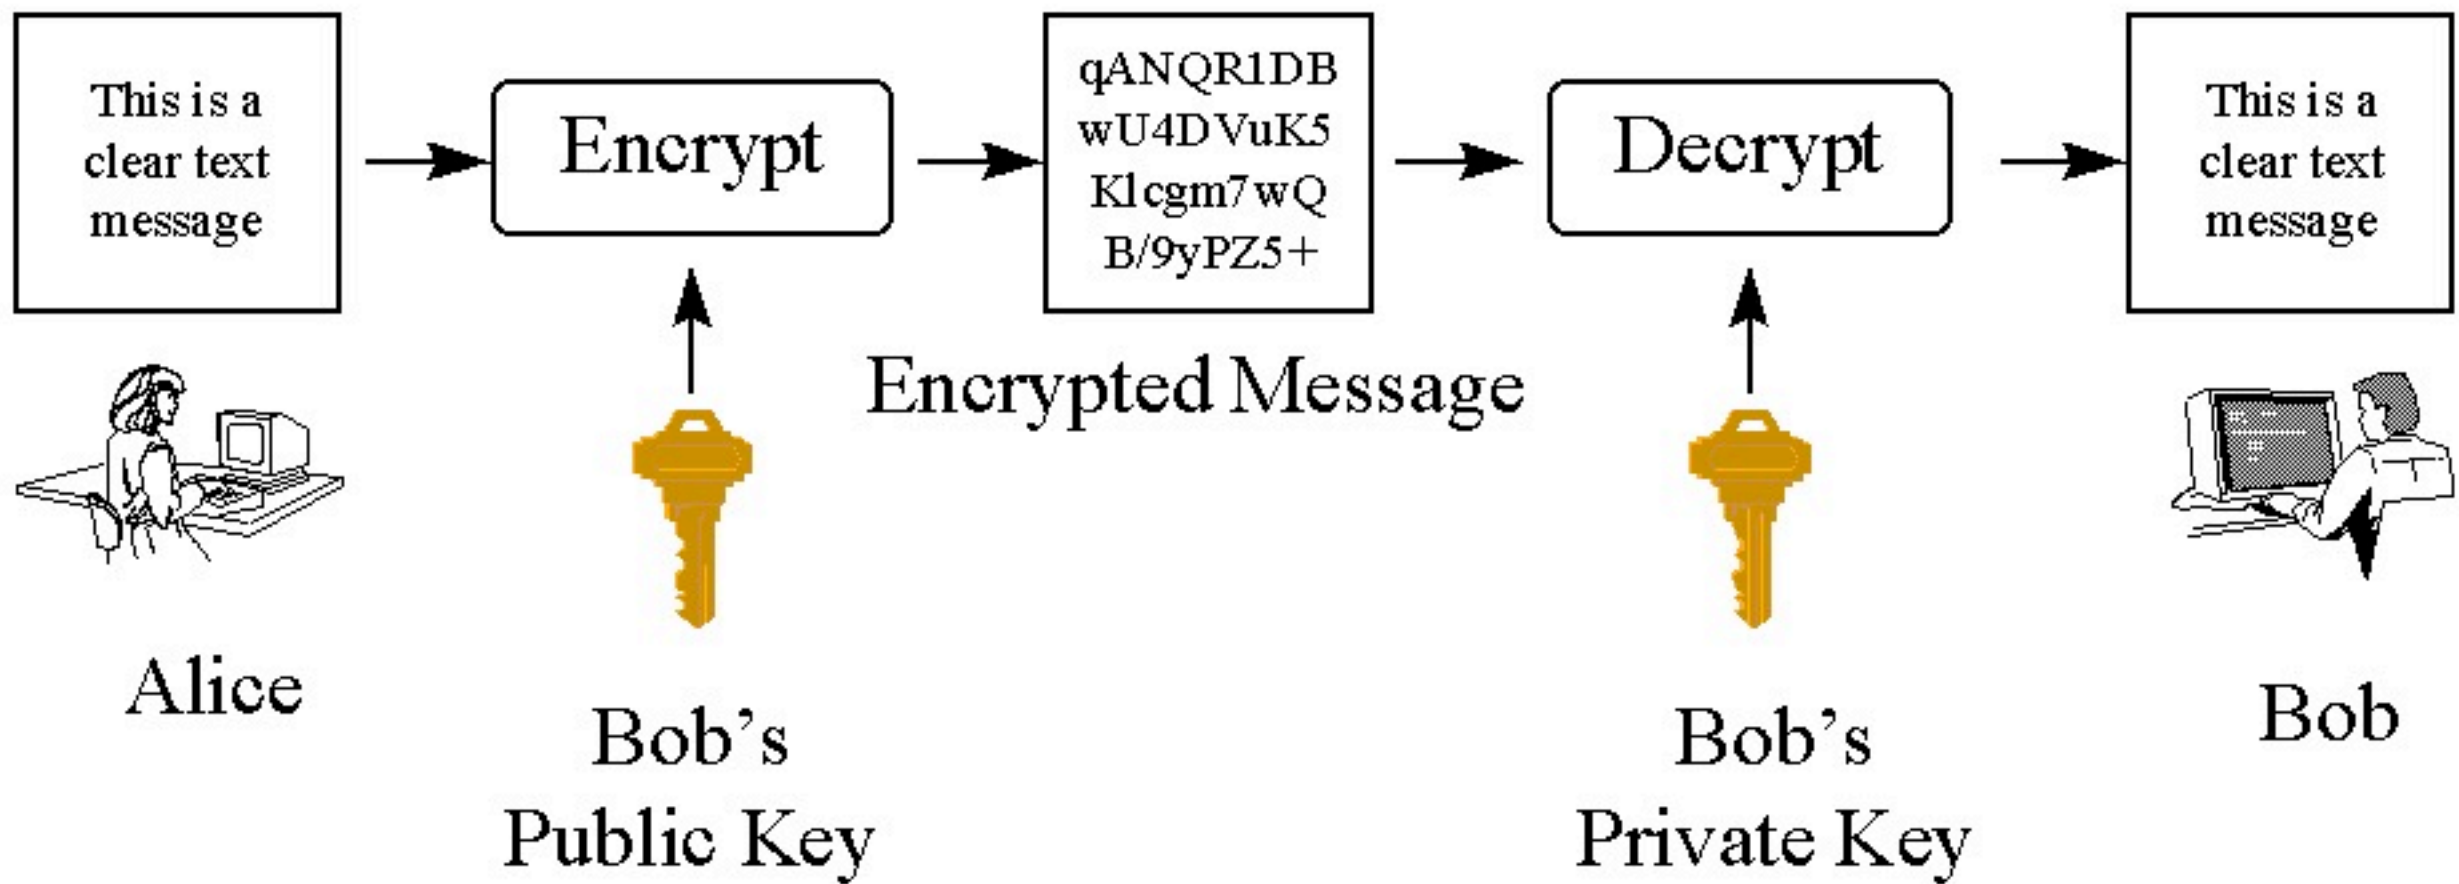 This is a
clear text
message
Encrypt
qANQR1DB
wU4DVuK5
Klcgm7wQ
B/9yPZ5+
Decrypt
This is a
clear text
message
Encrypted Message
Alice
Bob’s
Public Key
Bob’s
Private Key
Bob